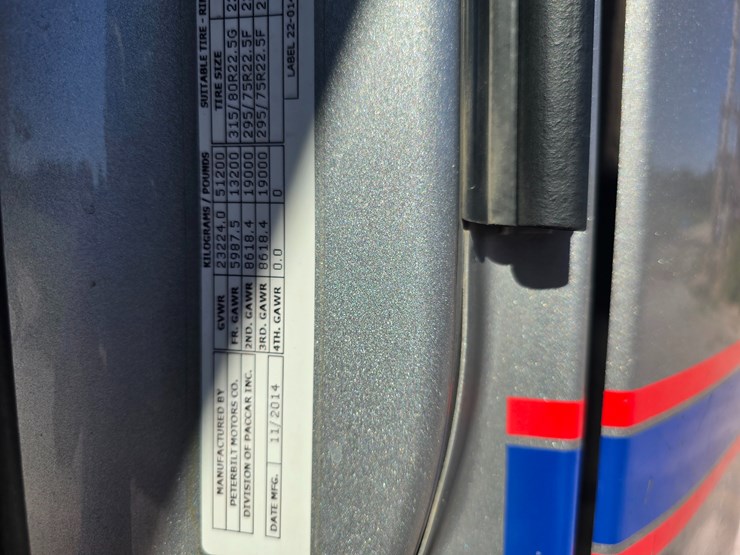 MANUFACTURED BY
PETERBILT MOTORS CO.
DIVISION OF PACCAR INC.
DATE MFG. 11/2014
KILOGRAMS / POUNDS
GVWR 23224.0 51200
FR. GAWR 5987.5 13200
2ND. GAWR 8618.4 19000
3RD. GAWR 8618.4 19000
4TH. GAWR 0.0 0
SUITABLE TIRE -
TIRE SIZE
315/80R22.5G
295/75R22.5F
295/75R22.5F
LABEL 22-01